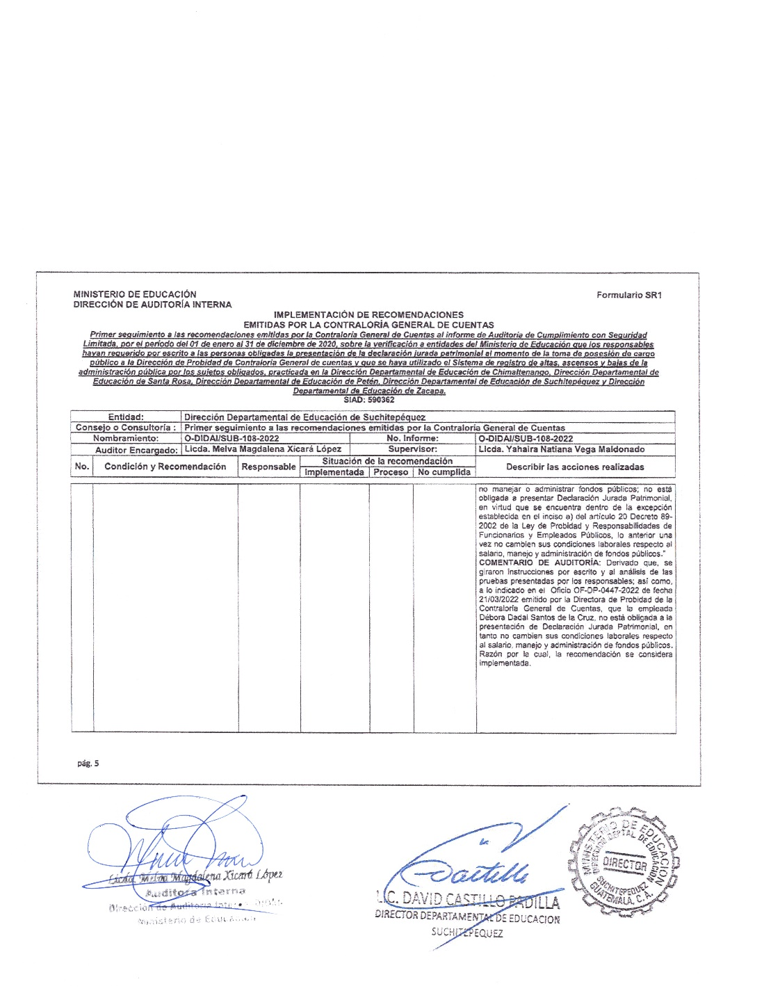 MINISTERIO DE EDUCACIÓN
Formulario SR1
DIRECCIÓN DE AUDITORÍA INTERNA
IMPLEMENTACIÓN DE RECOMENDACIONES
EMITIDAS POR LA CONTRALORÍA GENERAL DE CUENTAS
Primer seguimiento a las recomendaciones emitidas por la Contraloría General de Cuentas al informe de Auditoría de Cumplimiento con Seguridad
Limitada, por el período del 01 de enero al 31 de diciembre de 2020, sobre la verificación a entidades del Ministerio de Educación que los responsables
hayan requerido por escrito a las personas obligadas la presentación de la declaración jurada patrimonial al momento de la toma de posesión de cargo
público a la Dirección de Probidad de Contraloría General de cuentas y que se haya utilizado el Sistema de registro de altas, ascensos y bajas de la
administración pública por los sujetos obligados, practicada en la Dirección Departamental de Educación de Chimaltenango, Dirección Departamental de
Educación de Santa Rosa, Dirección Departamental de Educación de Petén, Dirección Departamental de Educación de Suchitepéquez y Dirección
Departamental de Educación de Zacapa.
SIAD: 590362
Entidad: Dirección Departamental de Educación de Suchitepéquez
Consejo o Consultoría : Primer seguimiento a las recomendaciones emitidas por la Contraloría General de Cuentas
Nombramiento: O-DIDAI/SUB-108-2022 No. Informe: O-DIDAI/SUB-108-2022
Auditor Encargado: Licda. Melva Magdalena Xicará López Supervisor: Licda. Yahaira Natiana Vega Maldonado
No. Condición y Recomendación Responsable Situación de la recomendación Describir las acciones realizadas
Implementada Proceso No cumplida
no manejar o administrar fondos públicos; no está
obligada a presentar Declaración Jurada Patrimonial,
en virtud que se encuentra dentro de la excepción
establecida en el inciso a) del artículo 20 Decreto 89-
2002 de la Ley de Probidad y Responsabilidades de
Funcionarios y Empleados Públicos, lo anterior una
vez no cambien sus condiciones laborales respecto al
salario, manejo y administración de fondos públicos."
COMENTARIO DE AUDITORÍA: Derivado que, se
giraron instrucciones por escrito y al análisis de las
pruebas presentadas por los responsables; así como,
a lo indicado en el Oficio OF-DP-0447-2022 de fecha
21/03/2022 emitido por la Directora de Probidad de la
Contraloría General de Cuentas, que la empleada
Débora Dadai Santos de la Cruz, no está obligada a la
presentación de Declaración Jurada Patrimonial, en
tanto no cambien sus condiciones laborales respecto
al salario, manejo y administración de fondos públicos.
Razón por la cual, la recomendación se considera
implementada.
pág. 5
Licda. Melva Magdalena Xicará López
Auditora Interna
Dirección de Auditoría Interna
Ministerio de Educación
LIC. DAVID CASTILLO PADILLA
DIRECTOR DEPARTAMENTAL DE EDUCACION
SUCHITEPEQUEZ
MINISTERIO DE EDUCACION
DIRECCION DEPTAL. DE EDUCACION
DIRECTOR
SUCHITEPEQUEZ
GUATEMALA, C. A.